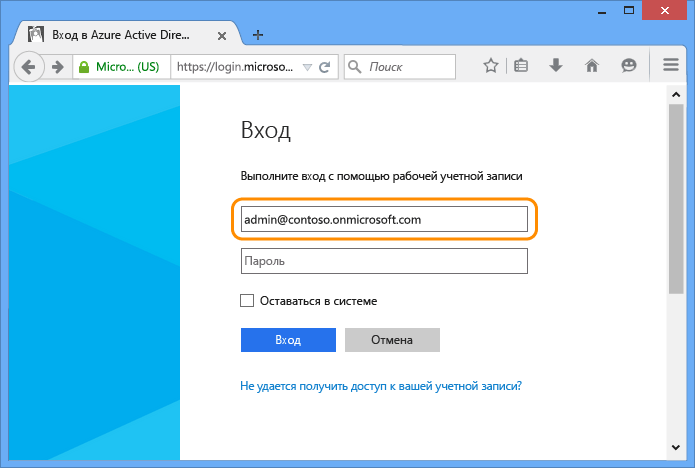 Вход в Azure Active Dire...
Micro... (US)
https://login.microso...
Поиск
Вход
Выполните вход с помощью рабочей учетной записи
admin@contoso.onmicrosoft.com
Пароль
Оставаться в системе
Вход
Отмена
Не удается получить доступ к вашей учетной записи?